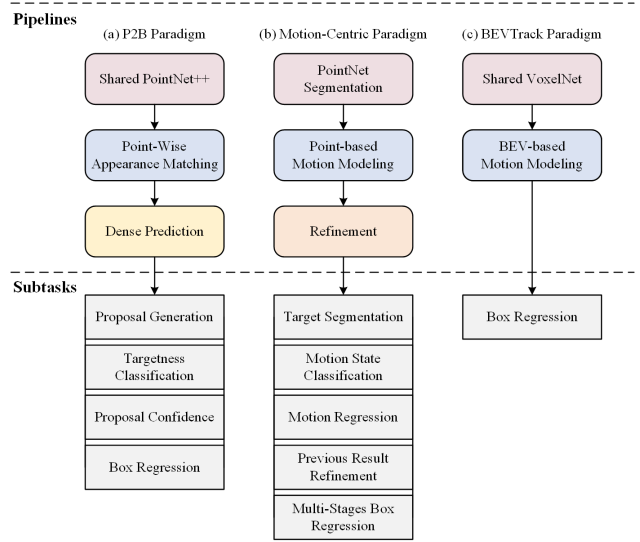 Pipelines
(a) P2B Paradigm
(b) Motion-Centric Paradigm
(c) BEVTrack Paradigm
Shared PointNet++
PointNet
Segmentation
Shared VoxelNet
Point-Wise
Appearance Matching
Point-based
Motion Modeling
BEV-based
Motion Modeling
Dense Prediction
Refinement
Subtasks
Proposal Generation
Targetness
Classification
Proposal Confidence
Box Regression
Target Segmentation
Motion State
Classification
Motion Regression
Previous Result
Refinement
Multi-Stages Box
Regression
Box Regression